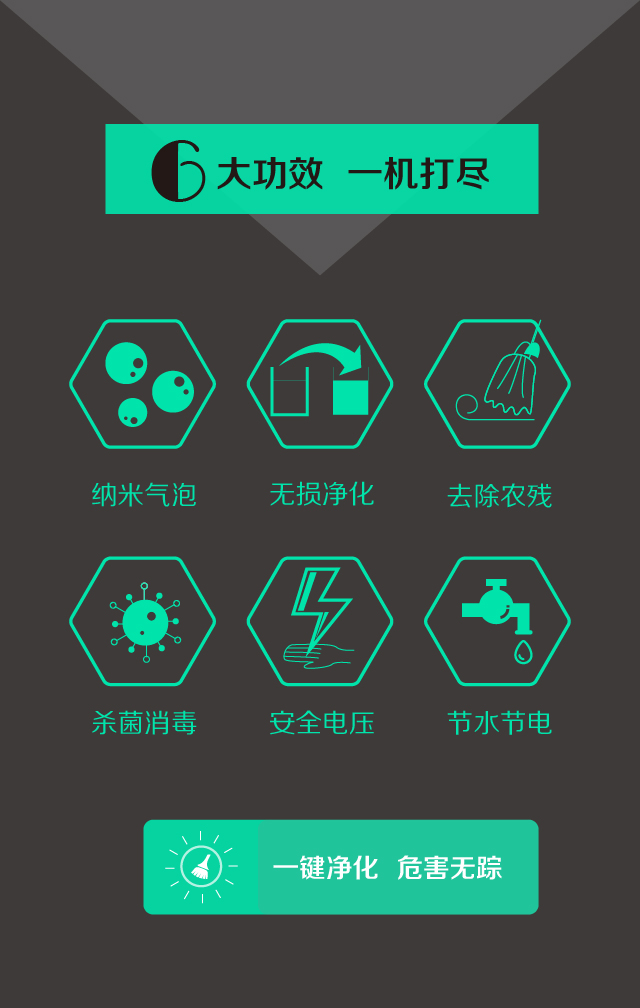 6大功效 一机打尽
纳米气泡 无损净化 去除农残
杀菌消毒 安全电压 节水节电
一键净化 危害无踪